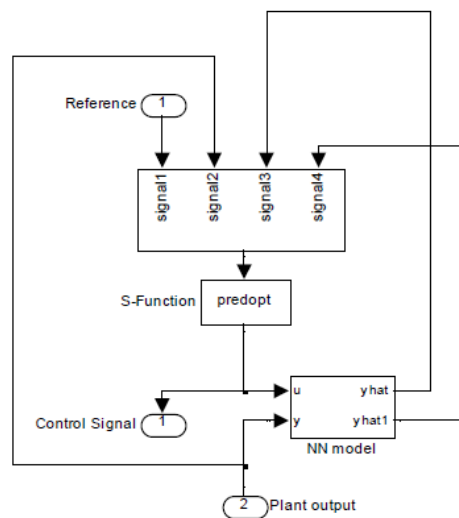 Reference
1
signal1
signal2
signal3
signal4
S-Function
predopt
u
yhat
Control Signal
1
y
yhat1
NN model
2
Plant output